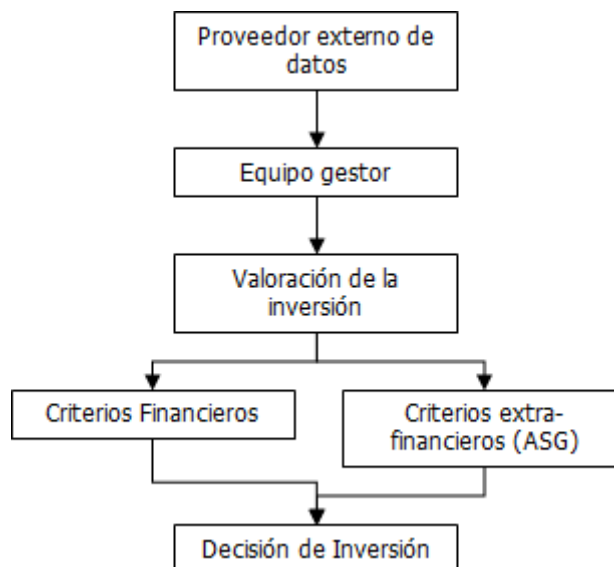 Proveedor externo de
datos
Equipo gestor
Valoración de la
inversión
Criterios Financieros
Criterios extra-
financieros (ASG)
Decisión de Inversión